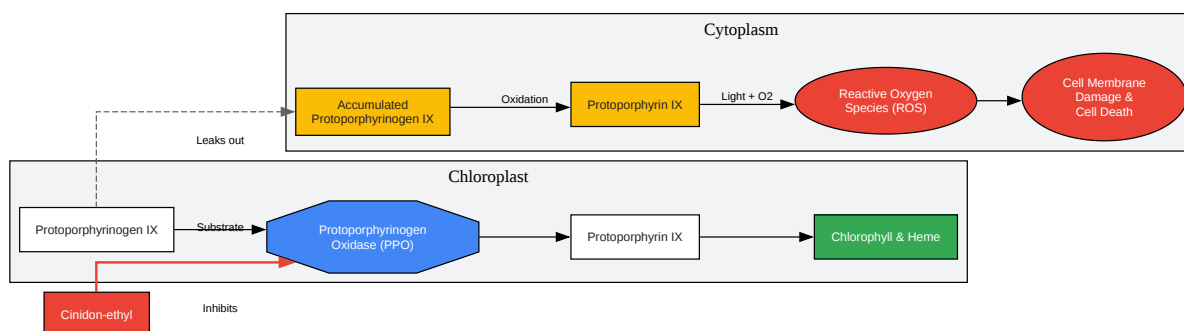 Cytoplasm
Accumulated
Protoporphyrinogen IX
Oxidation
Protoporphyrin IX
Light + O2
Reactive Oxygen
Species (ROS)
Cell Membrane
Damage &
Cell Death
Leaks out
Chloroplast
Protoporphyrinogen IX
Substrate
Protoporphyrinogen
Oxidase (PPO)
Protoporphyrin IX
Chlorophyll & Heme
Cinidon-ethyl
Inhibits